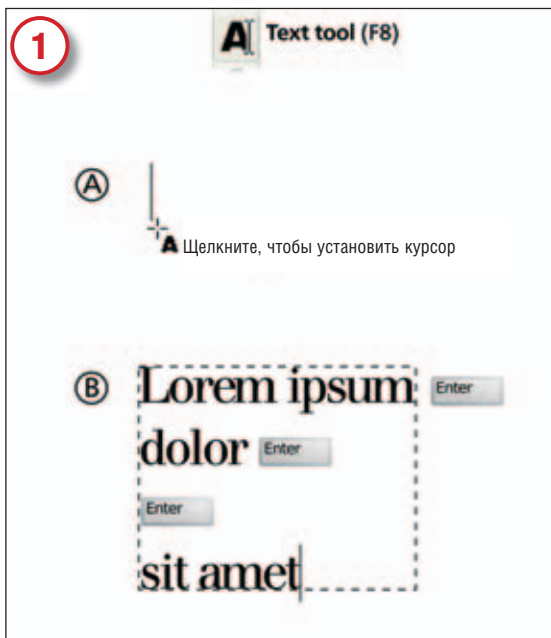 1
A Text tool (F8)
A
A Щелкните, чтобы установить курсор
B Lorem ipsum Enter
dolor Enter
Enter
sit amet